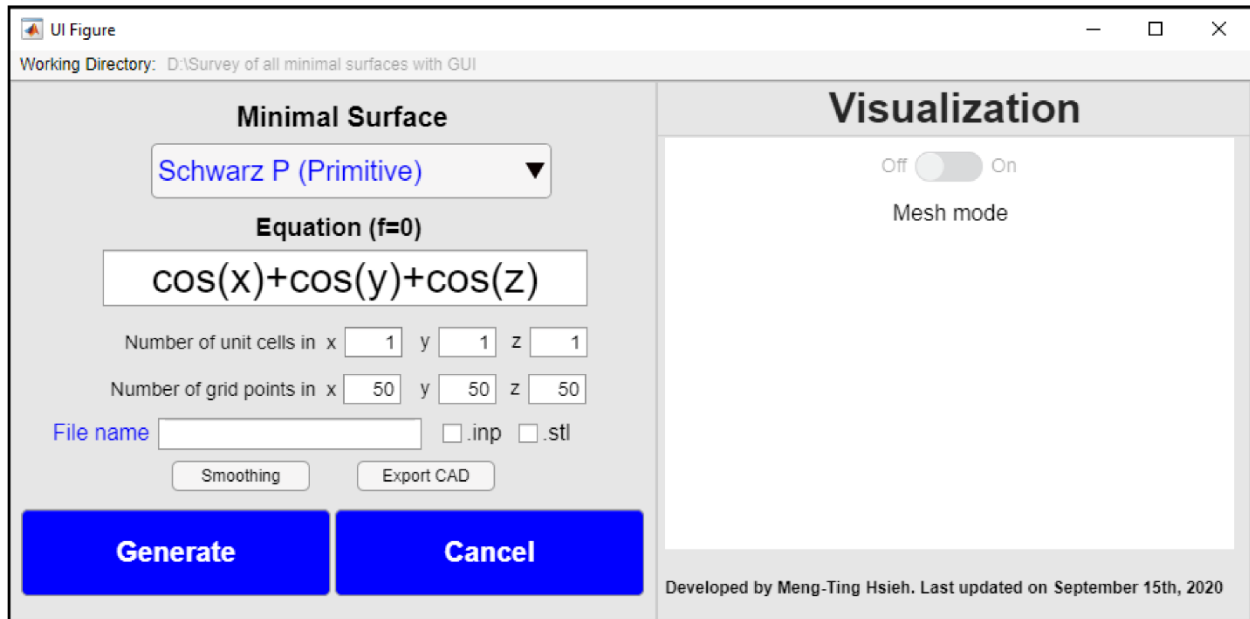 UI Figure
Working Directory: D:\Survey of all minimal surfaces with GUI
Minimal Surface
Schwarz P (Primitive)
Equation (f=0)
cos(x)+cos(y)+cos(z)
Number of unit cells in x 1 y 1 z 1
Number of grid points in x 50 y 50 z 50
File name .inp .stl
Smoothing Export CAD
Generate Cancel
Visualization
Off On
Mesh mode
Developed by Meng-Ting Hsieh. Last updated on September 15th, 2020